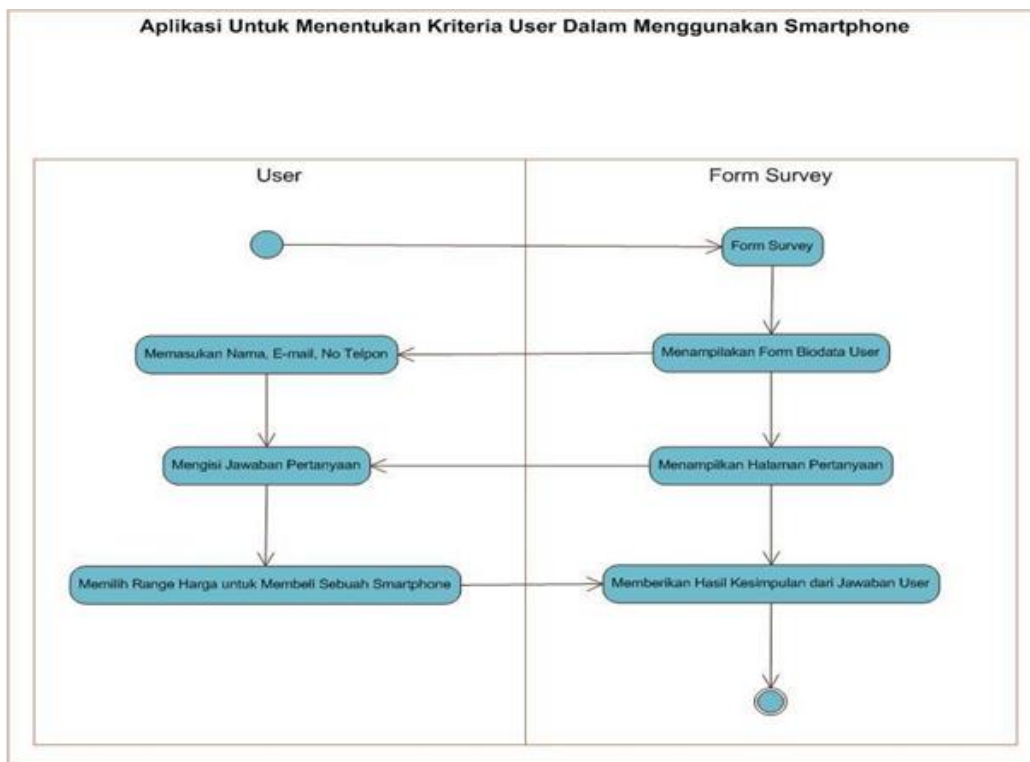 Aplikasi Untuk Menentukan Kriteria User Dalam Menggunakan Smartphone
User
Form Survey
Form Survey
Memasukan Nama, E-mail, No Telpon
Menampilakan Form Biodata User
Mengisi Jawaban Pertanyaan
Menampilkan Halaman Pertanyaan
Memilih Range Harga untuk Membeli Sebuah Smartphone
Memberikan Hasil Kesimpulan dari Jawaban User